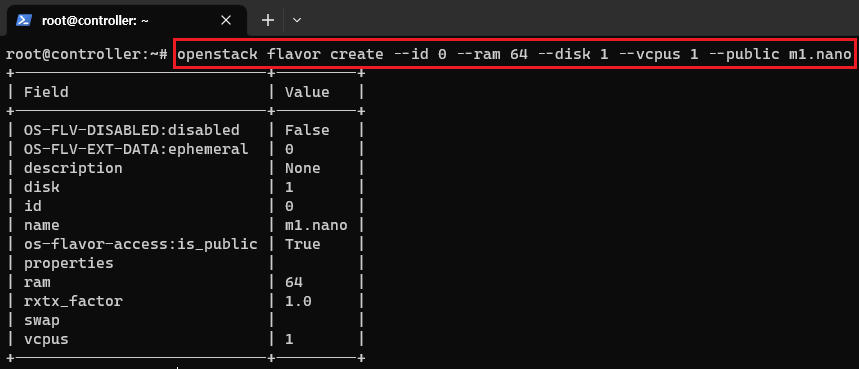 root@controller: ~
root@controller:~# openstack flavor create --id 0 --ram 64 --disk 1 --vcpus 1 --public m1.nano
+----------------------------+---------+
| Field                      | Value   |
+----------------------------+---------+
| OS-FLV-DISABLED:disabled   | False   |
| OS-FLV-EXT-DATA:ephemeral  | 0       |
| description                | None    |
| disk                       | 1       |
| id                         | 0       |
| name                       | m1.nano |
| os-flavor-access:is_public | True    |
| properties                 |         |
| ram                        | 64      |
| rxtx_factor                | 1.0     |
| swap                       |         |
| vcpus                      | 1       |
+----------------------------+---------+